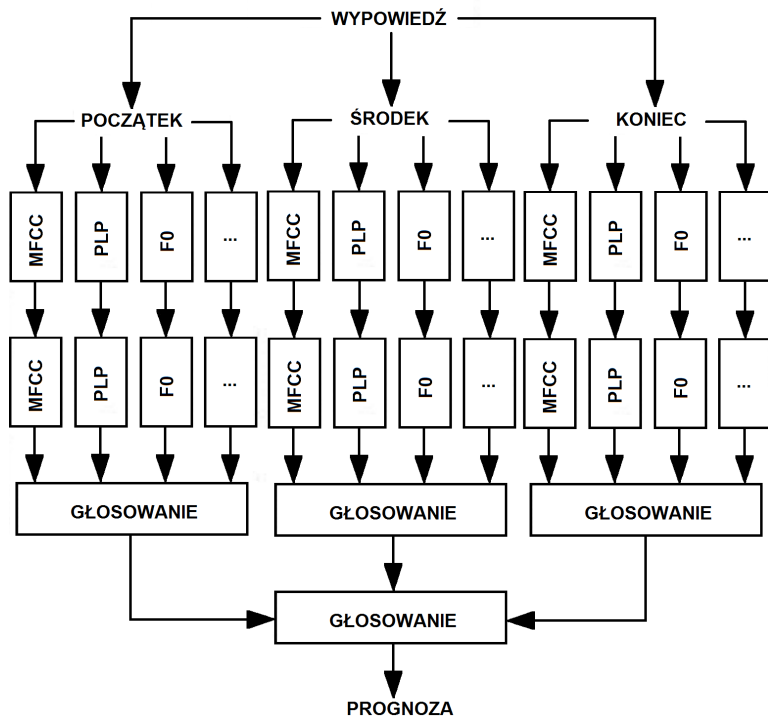 WYPOWIEDŹ
POCZĄTEK ŚRODEK KONIEC
MFCC PLP F0 ... MFCC PLP F0 ... MFCC PLP F0 ...
MFCC PLP F0 ... MFCC PLP F0 ... MFCC PLP F0 ...
GŁOSOWANIE GŁOSOWANIE GŁOSOWANIE
GŁOSOWANIE
PROGNOZA